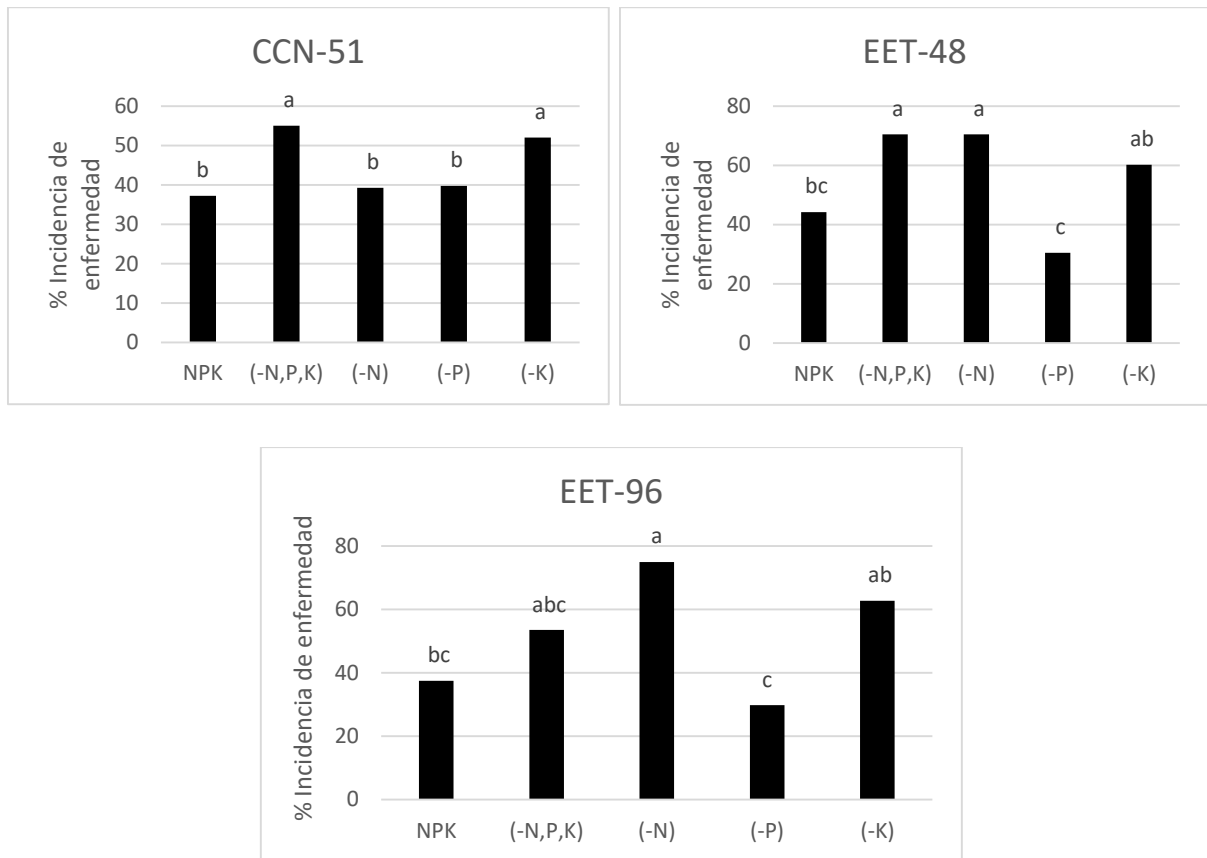 CCN-51
% Incidencia de
enfermedad
60
50
40
30
20
10
0
b
a
b
b
a
NPK (-N,P,K) (-N) (-P) (-K)
EET-48
% Incidencia de
enfermedad
80
60
40
20
0
bc
a
a
c
ab
NPK (-N,P,K) (-N) (-P) (-K)
EET-96
% Incidencia de enfermedad
80
60
40
20
0
bc
abc
a
c
ab
NPK (-N,P,K) (-N) (-P) (-K)